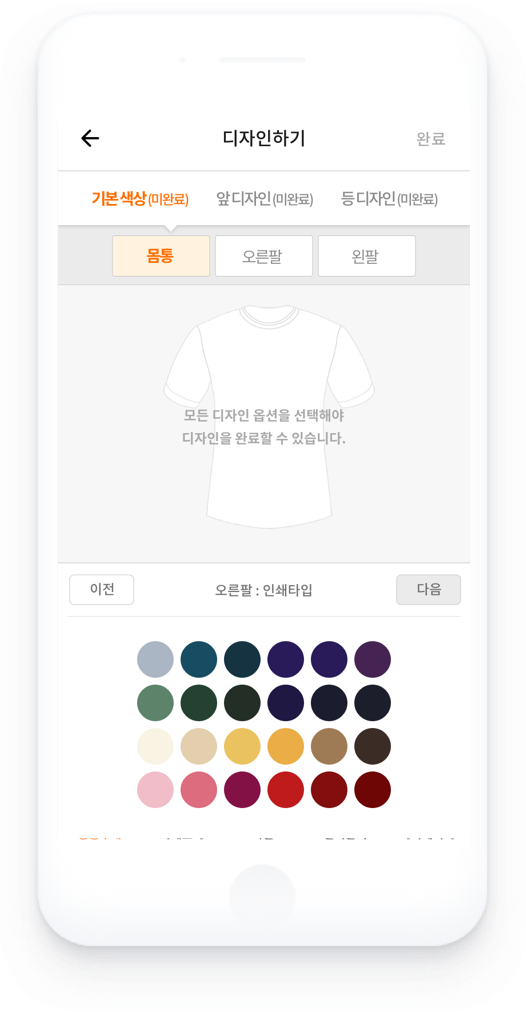 디자인하기
완료
기본색상(미완료) 앞디자인(미완료) 등디자인(미완료)
몸통 오른팔 왼팔
모든 디자인 옵션을 선택해야
디자인을 완료할 수 있습니다.
이전 오른팔 : 인쇄타입 다음